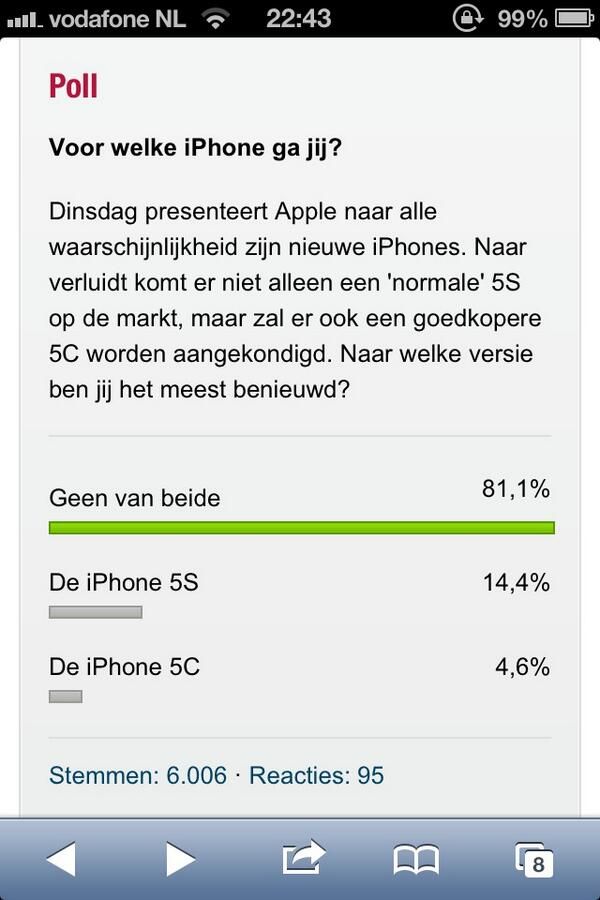 vodafone NL 22:43 99%
Poll
Voor welke iPhone ga jij?
Dinsdag presenteert Apple naar alle
waarschijnlijkheid zijn nieuwe iPhones. Naar
verluidt komt er niet alleen een 'normale' 5S
op de markt, maar zal er ook een goedkopere
5C worden aangekondigd. Naar welke versie
ben jij het meest benieuwd?
Geen van beide 81,1%
De iPhone 5S 14,4%
De iPhone 5C 4,6%
Stemmen: 6.006 · Reacties: 95
8